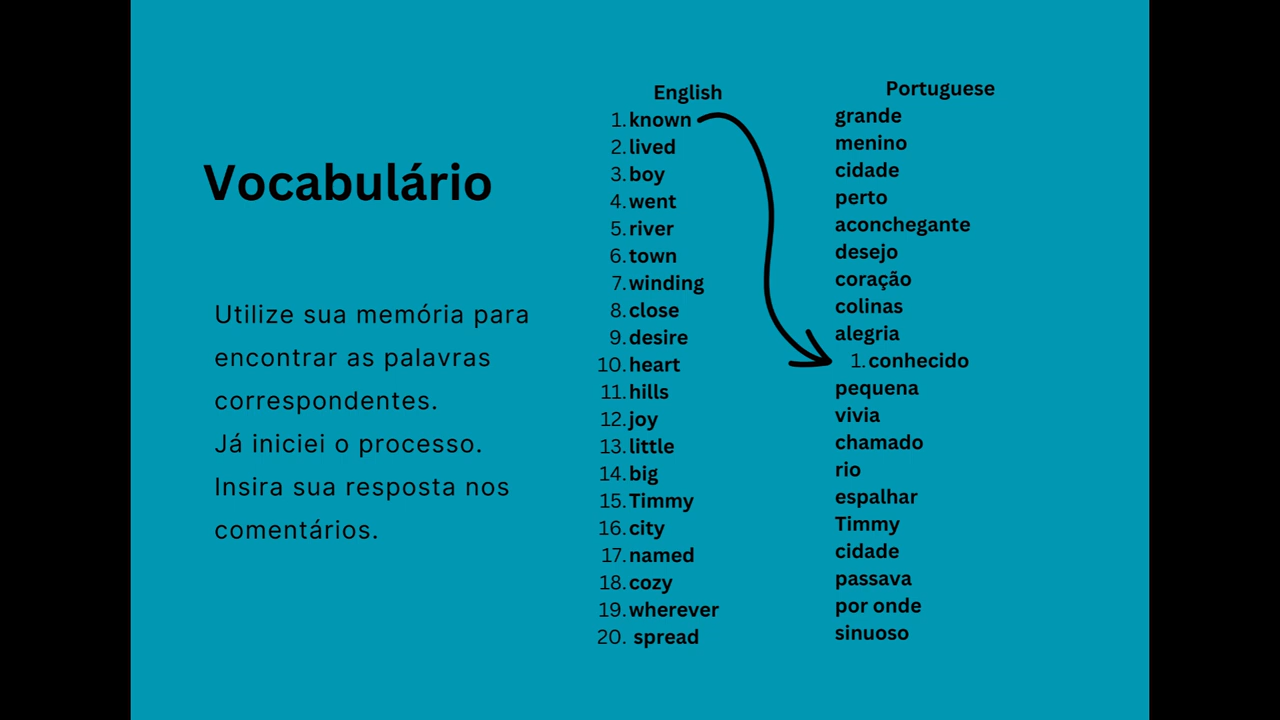 Vocabulário
Utilize sua memória para
encontrar as palavras
correspondentes.
Já iniciei o processo.
Insira sua resposta nos
comentários.
English
1. known
2. lived
3. boy
4. went
5. river
6. town
7. winding
8. close
9. desire
10. heart
11. hills
12. joy
13. little
14. big
15. Timmy
16. city
17. named
18. cozy
19. wherever
20. spread
Portuguese
grande
menino
cidade
perto
aconchegante
desejo
coração
colinas
alegria
1. conhecido
pequena
vivia
chamado
rio
espalhar
Timmy
cidade
passava
por onde
sinuoso